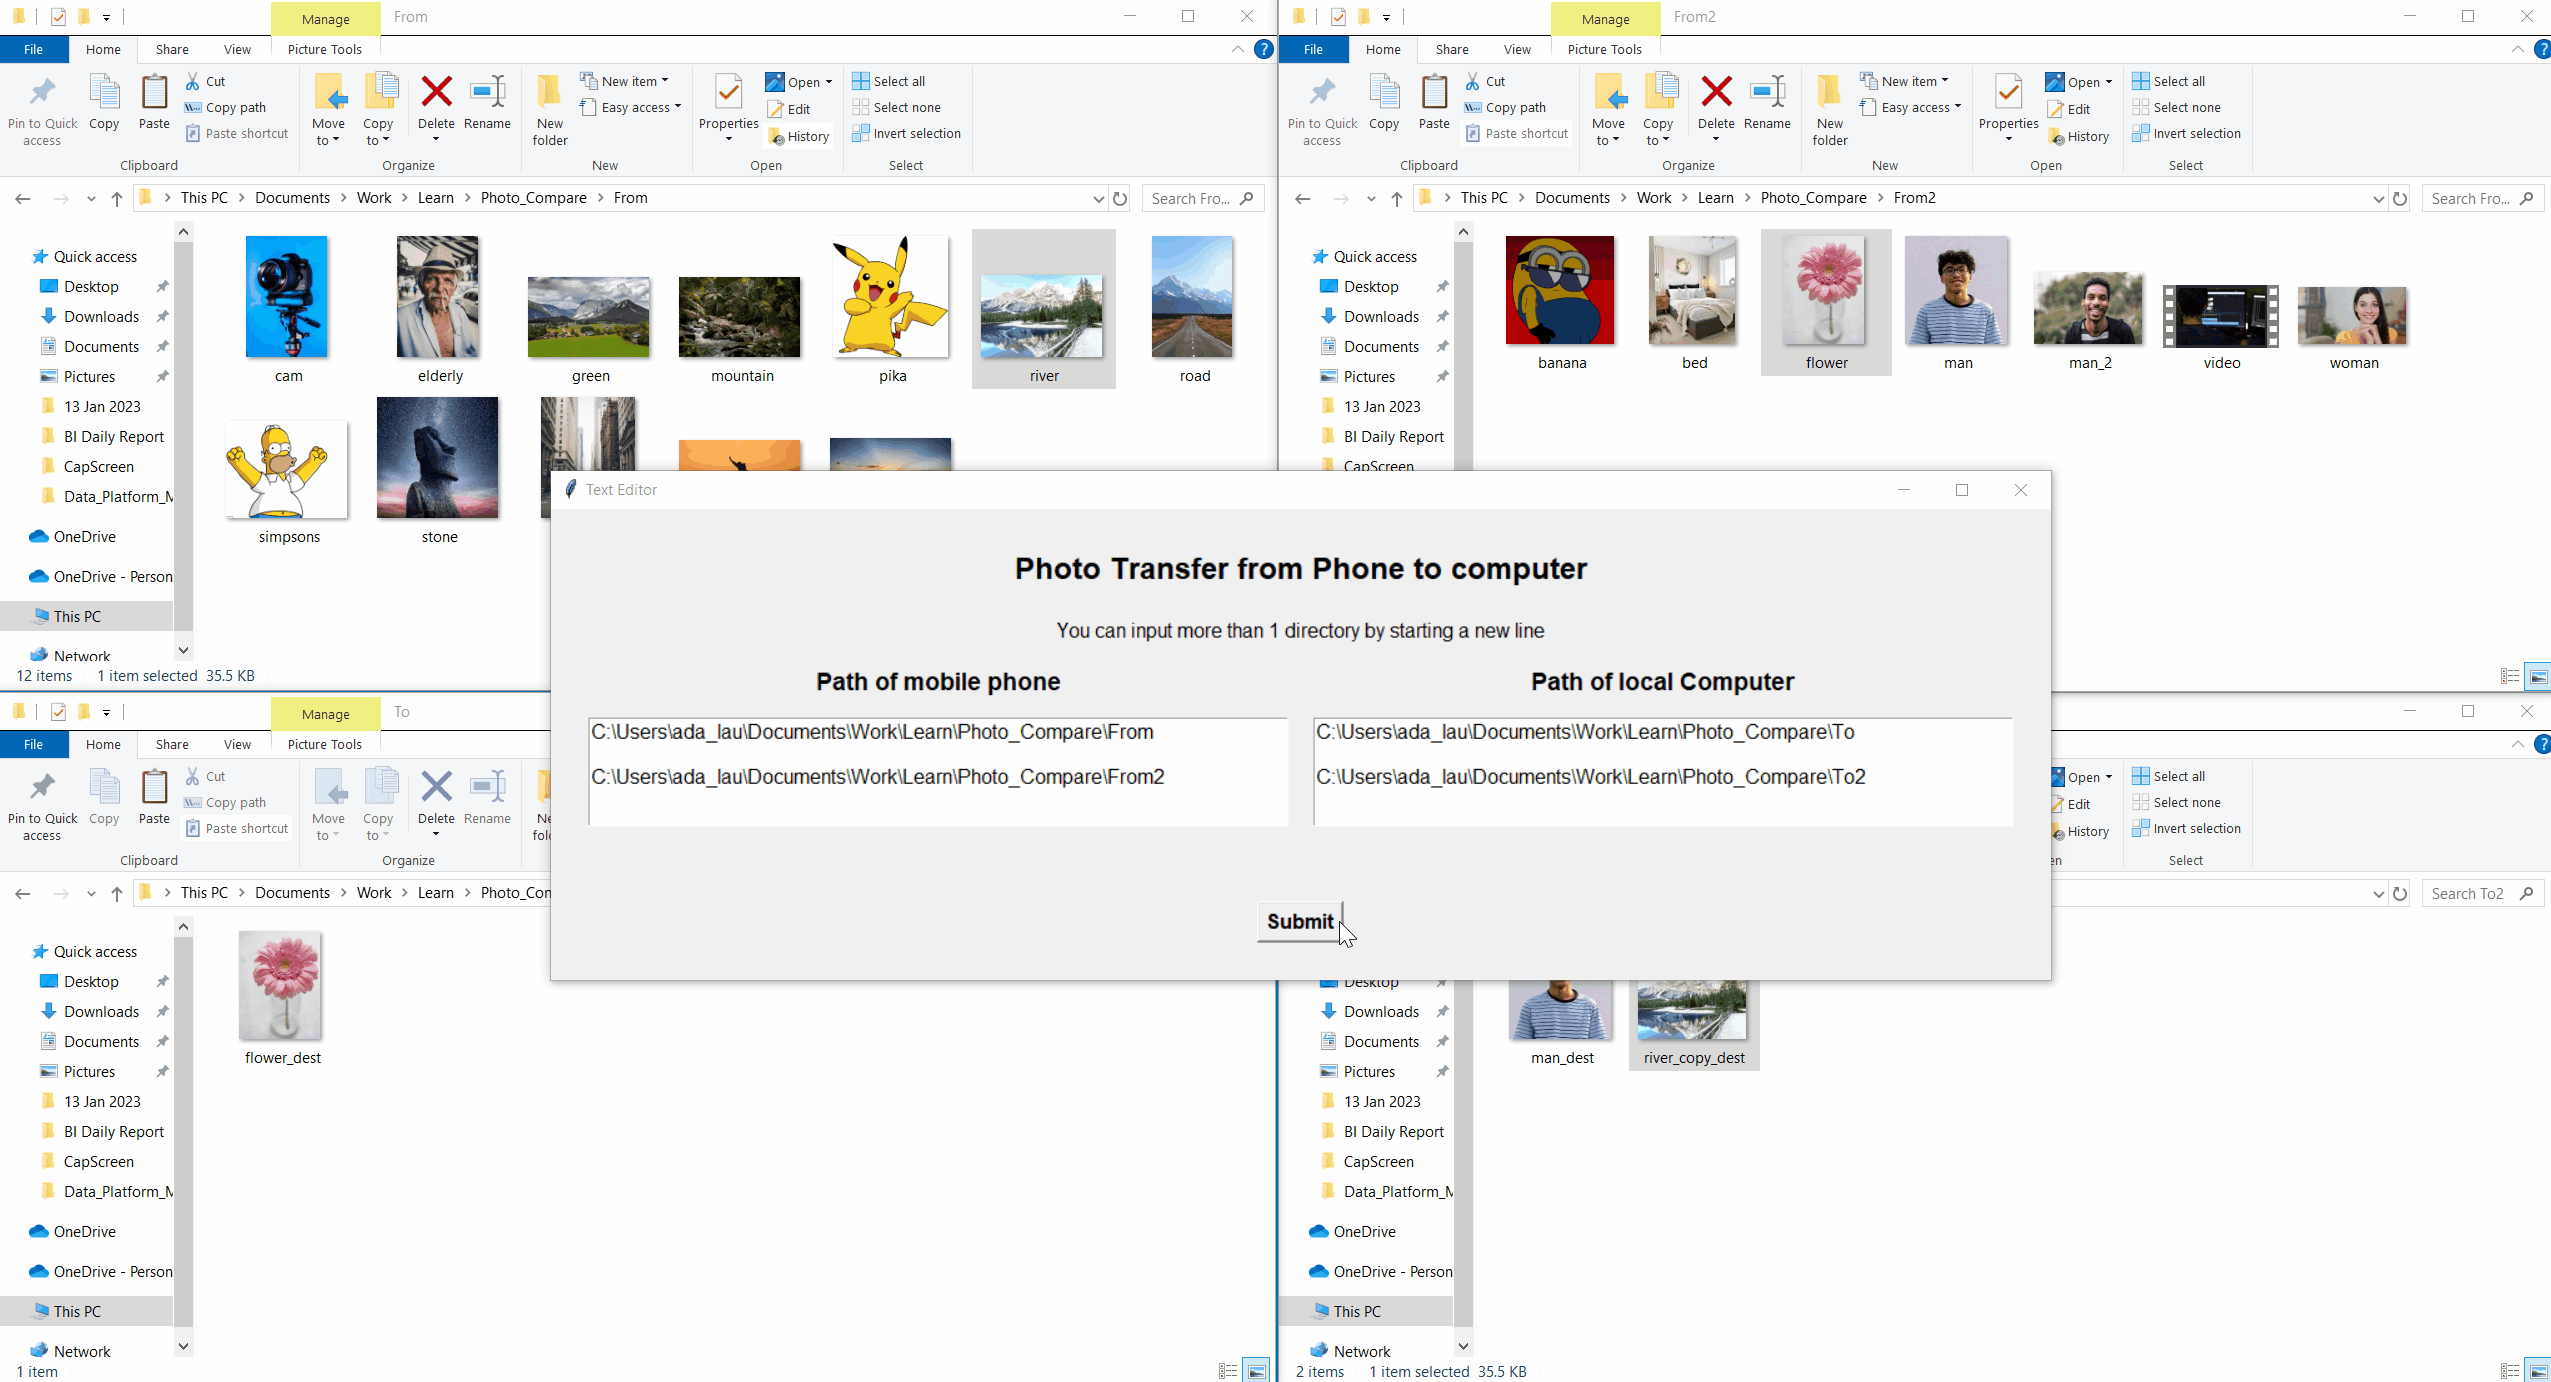 Manage
From
File
Home
Share
View
Picture Tools
Pin to Quick access
Copy
Paste
Cut
Copy path
Paste shortcut
Clipboard
Move to
Copy to
Delete
Rename
Organize
New folder
New item
Easy access
New
Properties
Open
Edit
History
Open
Select all
Select none
Invert selection
Select
This PC > Documents > Work > Learn > Photo_Compare > From
Search Fro...
Quick access
Desktop
Downloads
Documents
Pictures
13 Jan 2023
BI Daily Report
CapScreen
Data_Platform_M
OneDrive
OneDrive - Person
This PC
Network
cam
elderly
green
mountain
pika
river
road
simpsons
stone
12 items
1 item selected 35.5 KB
Manage
From2
File
Home
Share
View
Picture Tools
Pin to Quick access
Copy
Paste
Cut
Copy path
Paste shortcut
Clipboard
Move to
Copy to
Delete
Rename
Organize
New folder
New item
Easy access
New
Properties
Open
Edit
History
Open
Select all
Select none
Invert selection
Select
This PC > Documents > Work > Learn > Photo_Compare > From2
Search Fro...
Quick access
Desktop
Downloads
Documents
Pictures
13 Jan 2023
BI Daily Report
CapScreen
banana
bed
flower
man
man_2
video
woman
Text Editor
Photo Transfer from Phone to computer
You can input more than 1 directory by starting a new line
Path of mobile phone
Path of local Computer
C:\Users\ada_lau\Documents\Work\Learn\Photo_Compare\From
C:\Users\ada_lau\Documents\Work\Learn\Photo_Compare\From2
C:\Users\ada_lau\Documents\Work\Learn\Photo_Compare\To
C:\Users\ada_lau\Documents\Work\Learn\Photo_Compare\To2
Submit
Manage
To
File
Home
Share
View
Picture Tools
Pin to Quick access
Copy
Paste
Cut
Copy path
Paste shortcut
Clipboard
Move to
Copy to
Delete
Rename
Organize
This PC > Documents > Work > Learn > Photo_Con
Quick access
Desktop
Downloads
Documents
Pictures
13 Jan 2023
BI Daily Report
CapScreen
Data_Platform_M
OneDrive
OneDrive - Person
This PC
Network
flower_dest
1 item
Open
Edit
History
Select all
Select none
Invert selection
Select
Search To2
Desktop
Downloads
Documents
Pictures
13 Jan 2023
BI Daily Report
CapScreen
Data_Platform_M
OneDrive
OneDrive - Person
This PC
Network
man_dest
river_copy_dest
2 items
1 item selected 35.5 KB